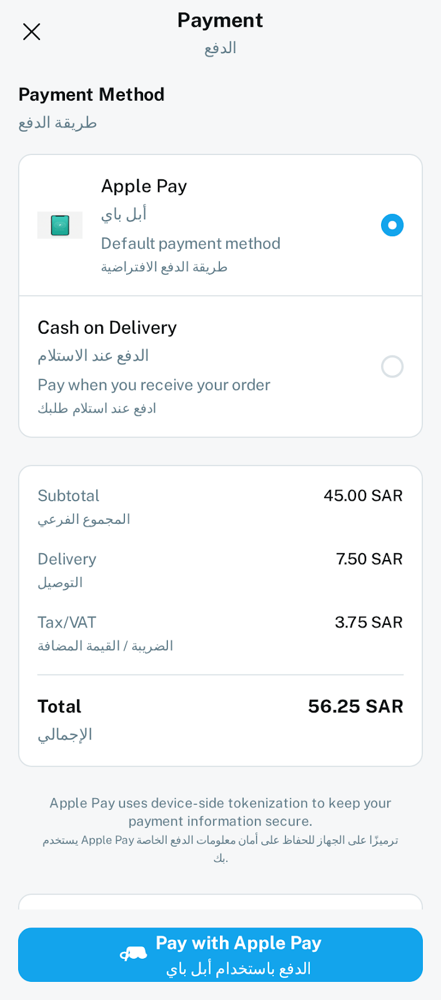 Payment
الدفع
Payment Method
طريقة الدفع
Apple Pay
أبل باي
Default payment method
طريقة الدفع الافتراضية
Cash on Delivery
الدفع عند الاستلام
Pay when you receive your order
ادفع عند استلام طلبك
Subtotal 45.00 SAR
المجموع الفرعي
Delivery 7.50 SAR
التوصيل
Tax/VAT 3.75 SAR
الضريبة / القيمة المضافة
Total 56.25 SAR
الإجمالي
Apple Pay uses device-side tokenization to keep your
payment information secure.
يستخدم Apple Pay ترميزًا على الجهاز للحفاظ على أمان معلومات الدفع الخاصة
بك.
Pay with Apple Pay
الدفع باستخدام أبل باي